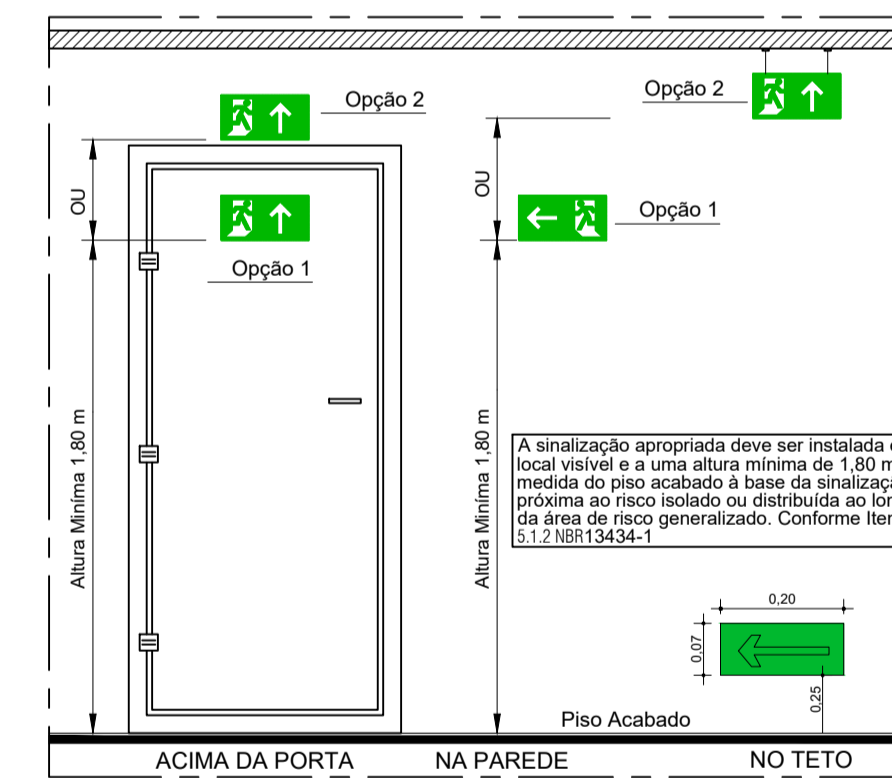 Opção 2
Opção 2
OU
OU
Opção 1
Opção 1
Altura Miníma 1,80 m
Altura Miníma 1,80 m
A sinalização apropriada deve ser instalada
local visível e a uma altura mínima de 1,80 m
medida do piso acabado à base da
próxima ao risco isolado ou distribuída ao
da área de risco generalizado. Conforme
5.1.2 NBR13434-1
0,20
0,07
0,25
Piso Acabado
ACIMA DA PORTA
NA PAREDE
NO TETO